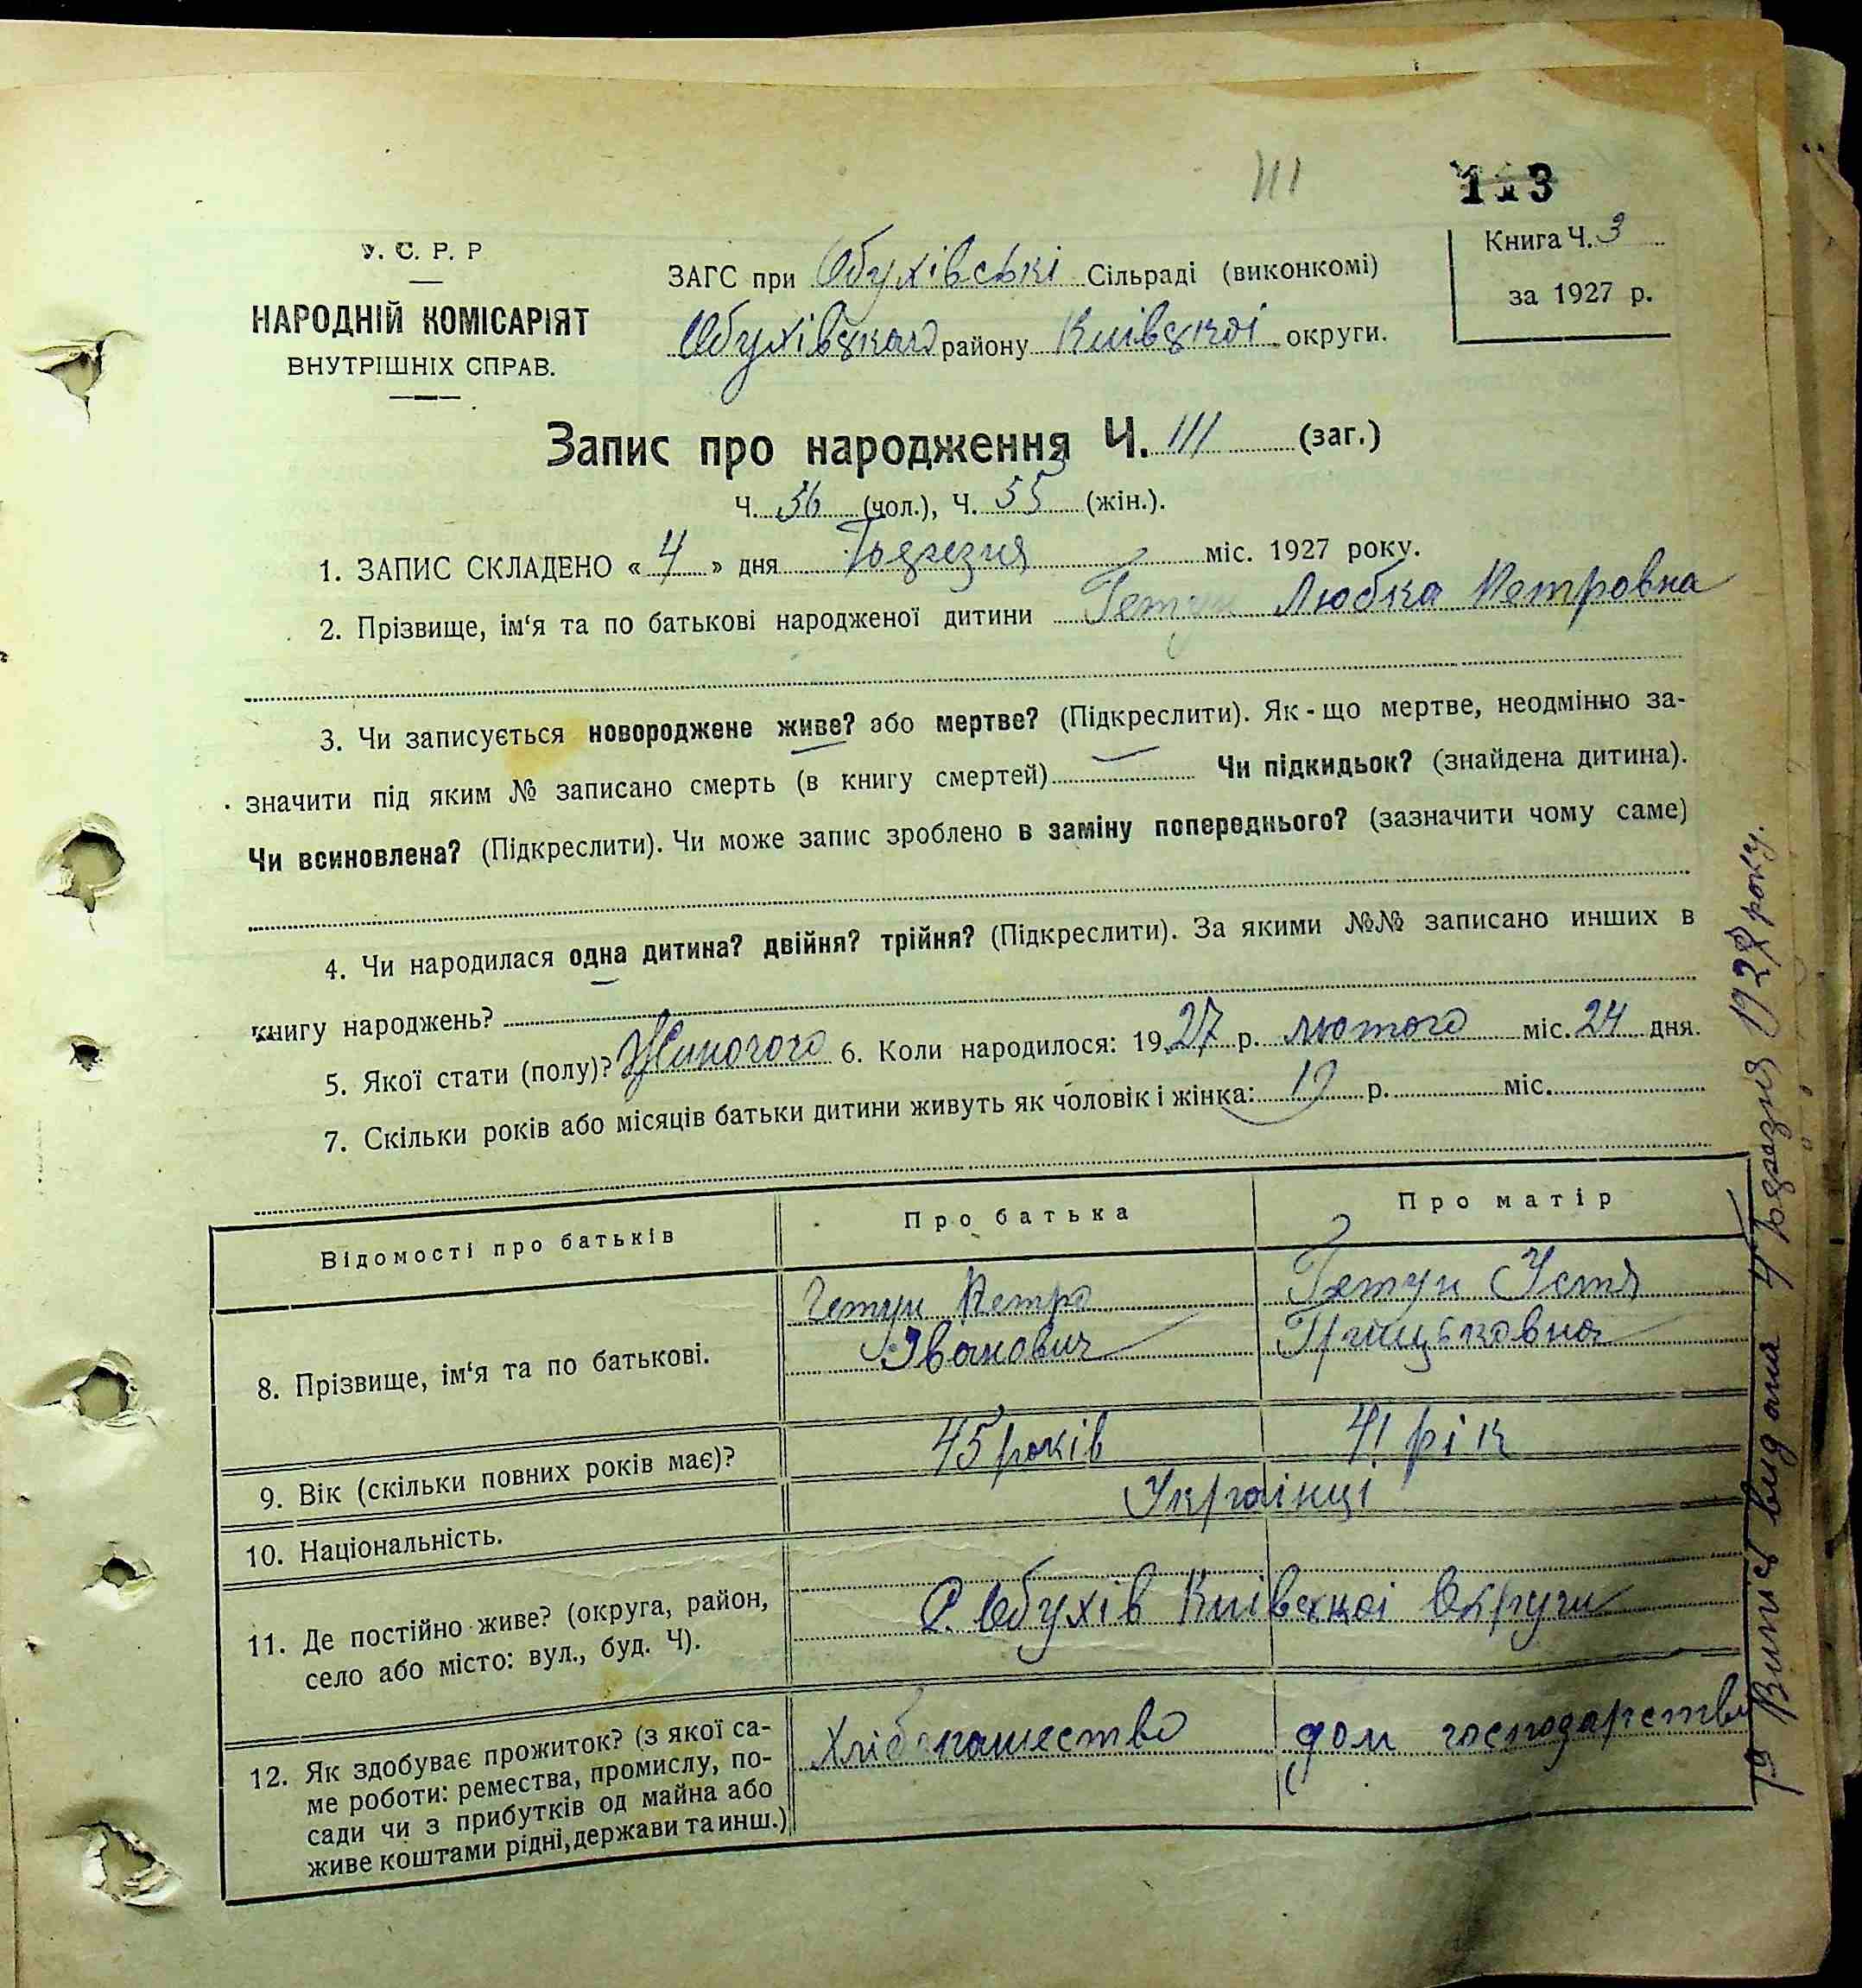 111
113
У. С. Р. Р
НАРОДНІЙ КОМІСАРІЯТ
ВНУТРІШНІХ СПРАВ.
ЗАГС при Обухівські Сільраді (виконкомі)
району Київської округи.
Книга Ч. 3
за 1927 р.
Запис про народження Ч. 111 (заг.)
Ч. 56 (чол.), Ч. 55 (жін.).
1. ЗАПИС СКЛАДЕНО « 4 » дня Березня міс. 1927 року.
2. Прізвище, ім'я та по батькові народженої дитини Гетун Любка Петровна
3. Чи записується новороджене живе? або мертве? (Підкреслити). Як-що мертве, неодмінно за-
значити під яким № записано смерть (в книгу смертей) Чи підкидьок? (знайдена дитина).
Чи всиновлена? (Підкреслити). Чи може запис зроблено в заміну попереднього? (зазначити чому саме)
4. Чи народилася одна дитина? двійня? трійня? (Підкреслити). За якими №№ записано инших в
книгу народжень?
5. Якої стати (полу)? Жиночого 6. Коли народилося: 1927 р. лютого міс. 24 дня.
7. Скільки років або місяців батьки дитини живуть як чоловік і жінка: 19 р. міс.
Відомості про батьків
Про батька
Про матір
8. Прізвище, ім'я та по батькові.
Гетун Петро
Іванович
Гетун Устя
Грицьковна
9. Вік (скільки повних років має)?
45 років
41 рік
10. Національність.
Українці
11. Де постійно живе? (округа, район,
село або місто: вул., буд. Ч).
С. Обухів Київської Округи
12. Як здобуває прожиток? (з якої са-
ме роботи: ремества, промислу, по-
сади чи з прибутків од майна або
живе коштами рідні, держави та инш.)
Хлібопашество
дом господарство
Випис видана 4 Березня 1927 року.